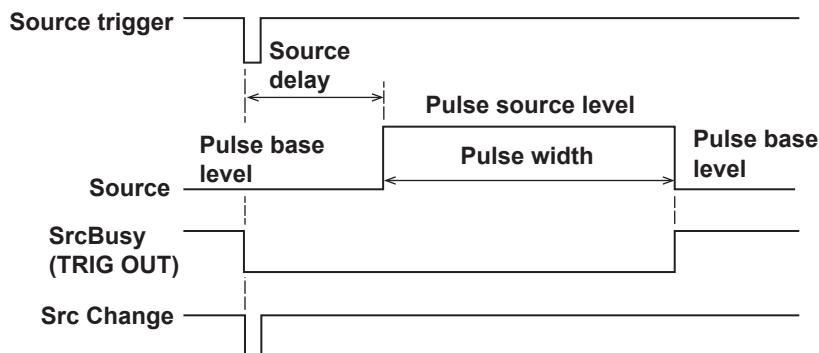 Source trigger
Source
delay
Pulse source level
Pulse base
level
Pulse width
Pulse base
level
Source
SrcBusy
(TRIG OUT)
Src Change